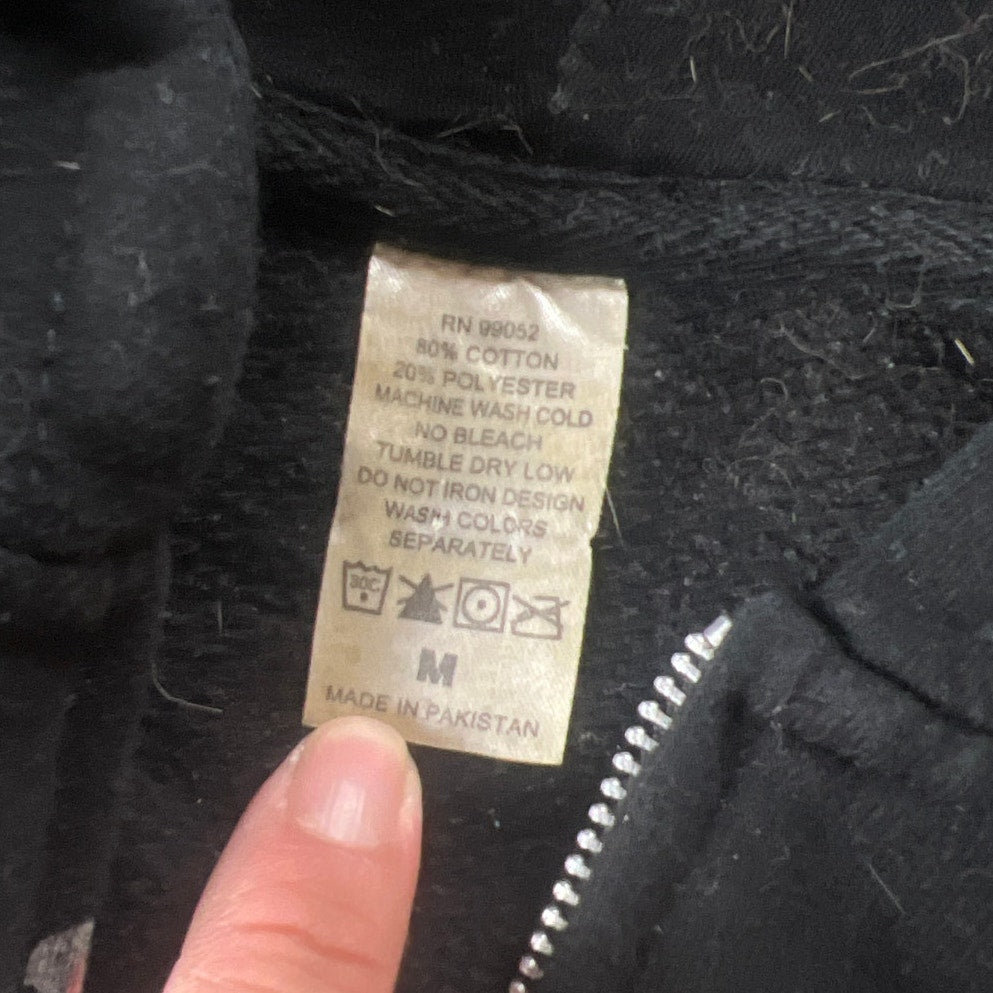 RN 99052
80% COTTON
20% POLYESTER
MACHINE WASH COLD
NO BLEACH
TUMBLE DRY LOW
DO NOT IRON DESIGN
WASH COLORS
SEPARATELY
30C
M
MADE IN PAKISTAN